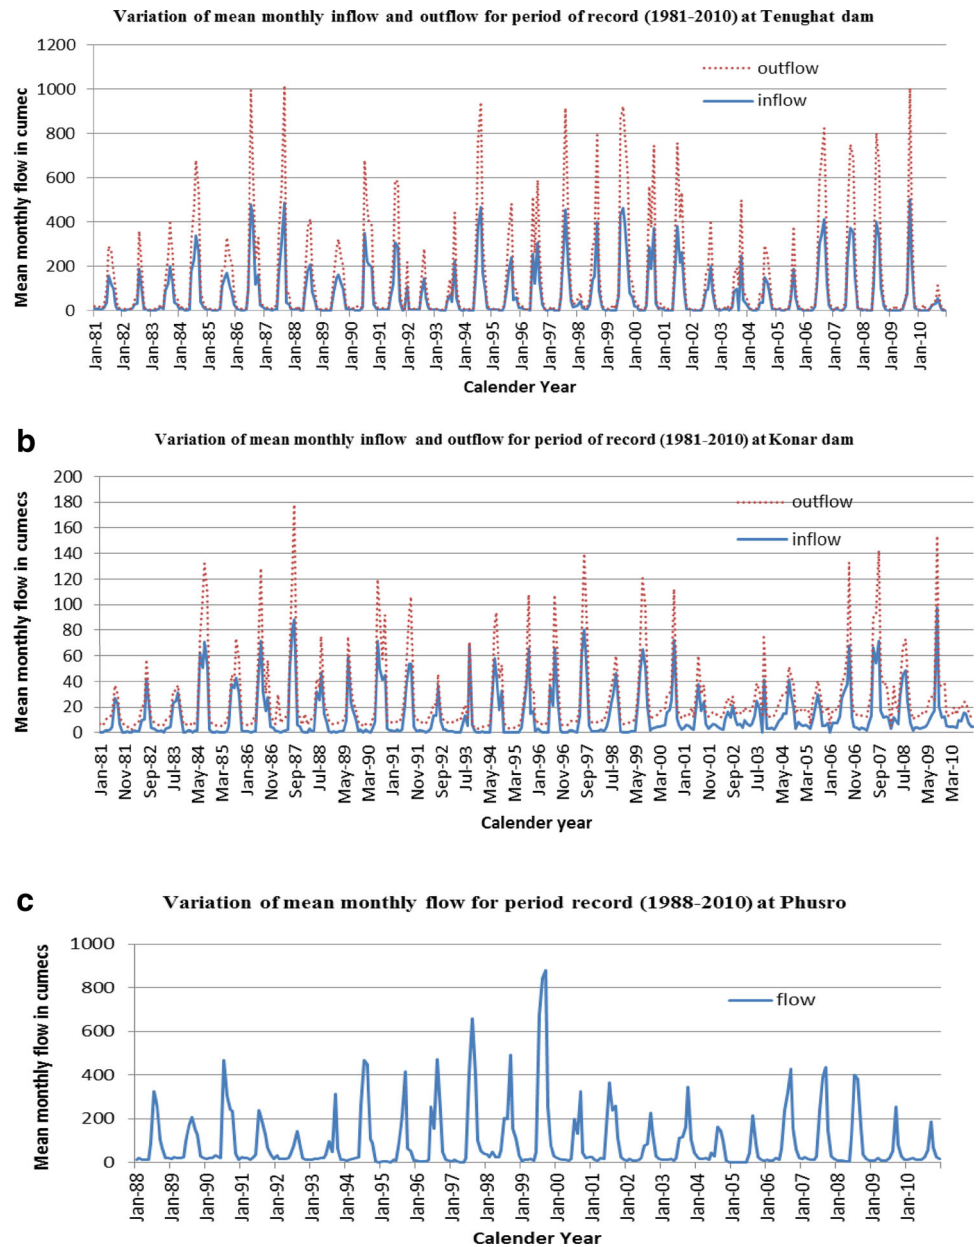 Variation of mean monthly inflow and outflow for period of record (1981-2010) at Tenughat dam
Mean monthly flow in cumec
1200
1000
800
600
400
200
0
outflow
inflow
Jan-81
Jan-82
Jan-83
Jan-84
Jan-85
Jan-86
Jan-87
Jan-88
Jan-89
Jan-90
Jan-91
Jan-92
Jan-93
Jan-94
Jan-95
Jan-96
Jan-97
Jan-98
Jan-99
Jan-00
Jan-01
Jan-02
Jan-03
Jan-04
Jan-05
Jan-06
Jan-07
Jan-08
Jan-09
Jan-10
Calender Year
b
Variation of mean monthly inflow and outflow for period of record (1981-2010) at Konar dam
Mean monthly flow in cumecs
200
180
160
140
120
100
80
60
40
20
0
outflow
inflow
Jan-81
Nov-81
Sep-82
Jul-83
May-84
Mar-85
Jan-86
Nov-86
Sep-87
Jul-88
May-89
Mar-90
Jan-91
Nov-91
Sep-92
Jul-93
May-94
Mar-95
Jan-96
Nov-96
Sep-97
Jul-98
May-99
Mar-00
Jan-01
Nov-01
Sep-02
Jul-03
May-04
Mar-05
Jan-06
Nov-06
Sep-07
Jul-08
May-09
Mar-10
Calender year
c
Variation of mean monthly flow for period record (1988-2010) at Phusro
Mean monthly flow in cumecs
1000
800
600
400
200
0
flow
Jan-88
Jan-89
Jan-90
Jan-91
Jan-92
Jan-93
Jan-94
Jan-95
Jan-96
Jan-97
Jan-98
Jan-99
Jan-00
Jan-01
Jan-02
Jan-03
Jan-04
Jan-05
Jan-06
Jan-07
Jan-08
Jan-09
Jan-10
Calender Year